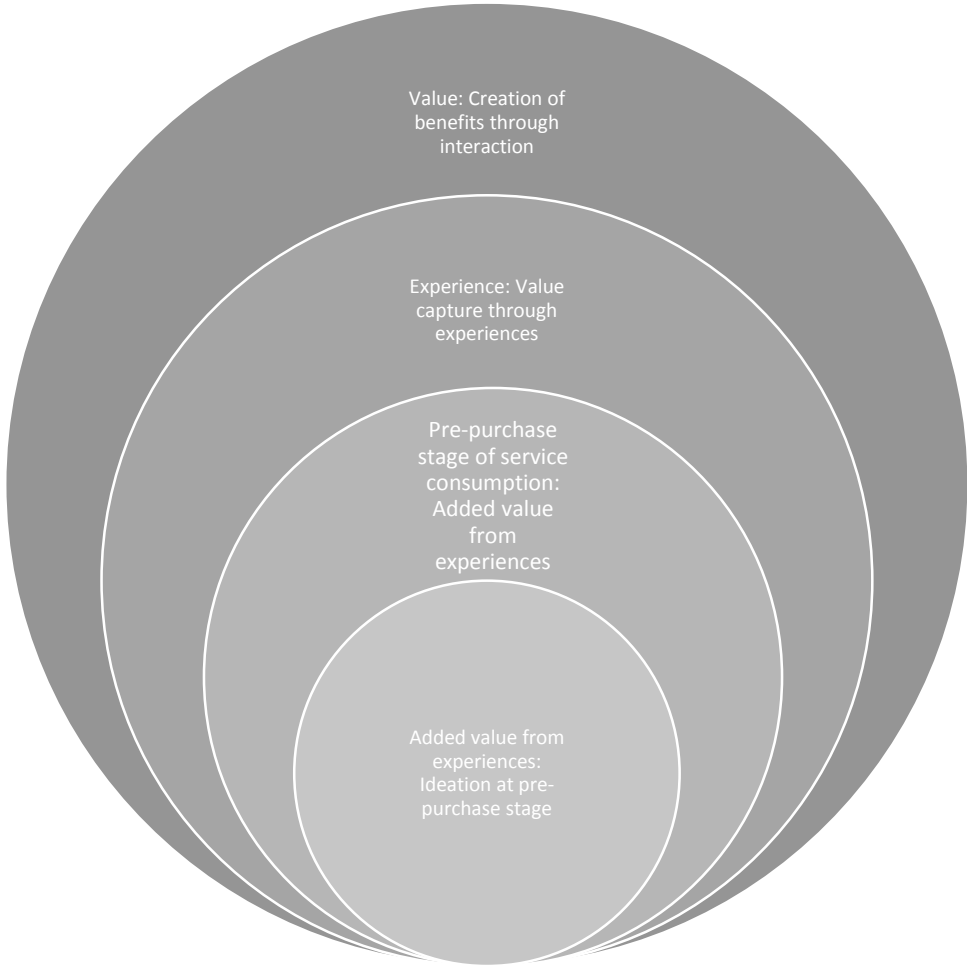 Value: Creation of
benefits through
interaction
Experience: Value
capture through
experiences
Pre-purchase
stage of service
consumption:
Added value
from
experiences
Added value from
experiences:
Ideation at pre-
purchase stage